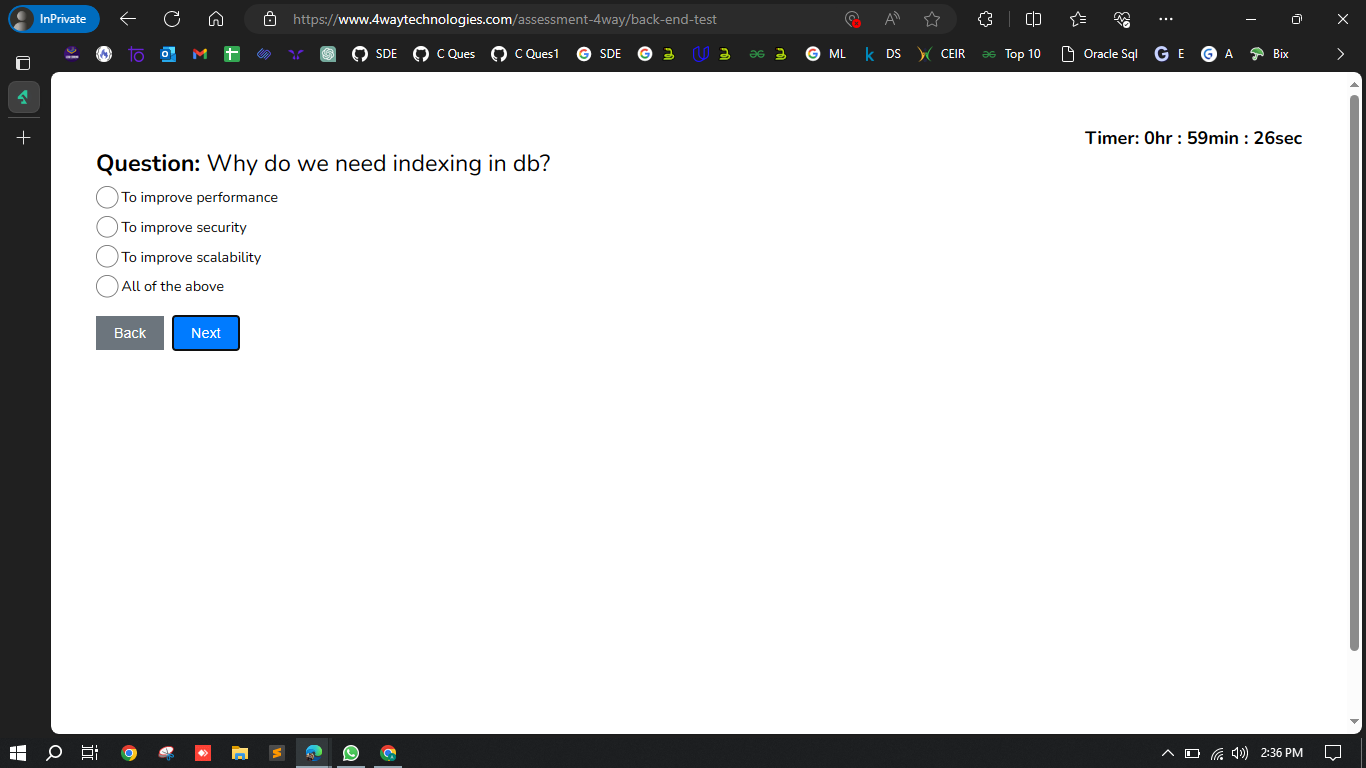 InPrivate
https://www.4waytechnologies.com/assessment-4way/back-end-test
SDE C Ques C Ques1 SDE ML DS CEIR Top 10 Oracle Sql E A Bix
Timer: 0hr : 59min : 26sec
Question: Why do we need indexing in db?
To improve performance
To improve security
To improve scalability
All of the above
Back Next
2:36 PM